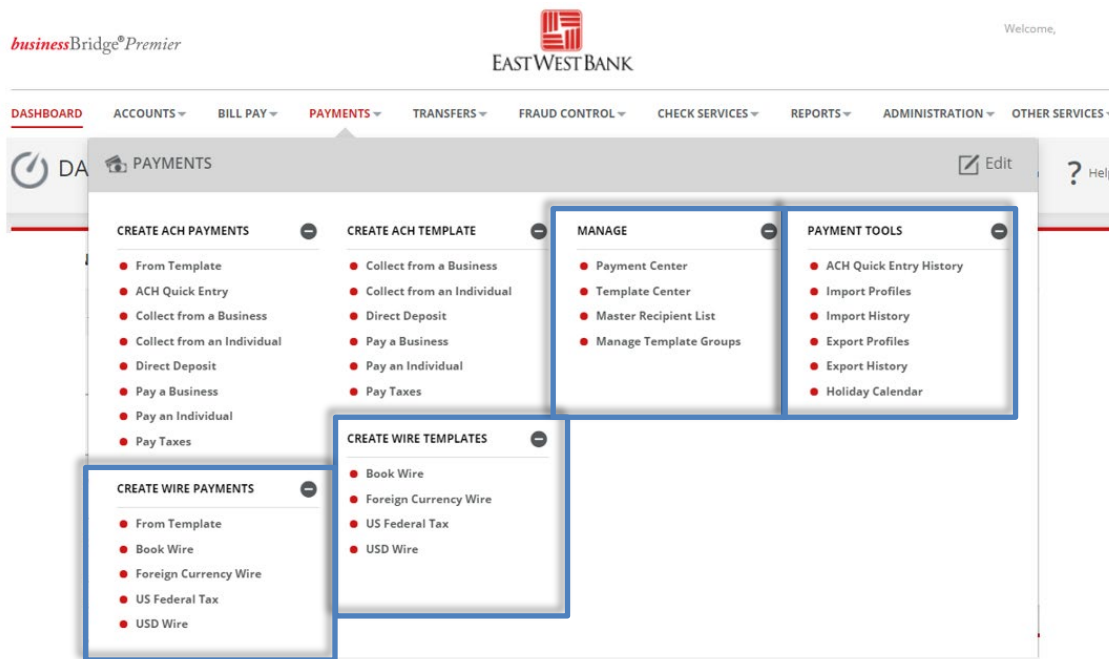 Welcome,
businessBridge®Premier
EAST WEST BANK
DASHBOARD ACCOUNTS BILL PAY PAYMENTS TRANSFERS FRAUD CONTROL CHECK SERVICES REPORTS ADMINISTRATION OTHER SERVICES
DA
PAYMENTS
Edit
? Help
CREATE ACH PAYMENTS
From Template
ACH Quick Entry
Collect from a Business
Collect from an Individual
Direct Deposit
Pay a Business
Pay an Individual
Pay Taxes
CREATE WIRE PAYMENTS
From Template
Book Wire
Foreign Currency Wire
US Federal Tax
USD Wire
CREATE ACH TEMPLATE
Collect from a Business
Collect from an Individual
Direct Deposit
Pay a Business
Pay an Individual
Pay Taxes
CREATE WIRE TEMPLATES
Book Wire
Foreign Currency Wire
US Federal Tax
USD Wire
MANAGE
Payment Center
Template Center
Master Recipient List
Manage Template Groups
PAYMENT TOOLS
ACH Quick Entry History
Import Profiles
Import History
Export Profiles
Export History
Holiday Calendar